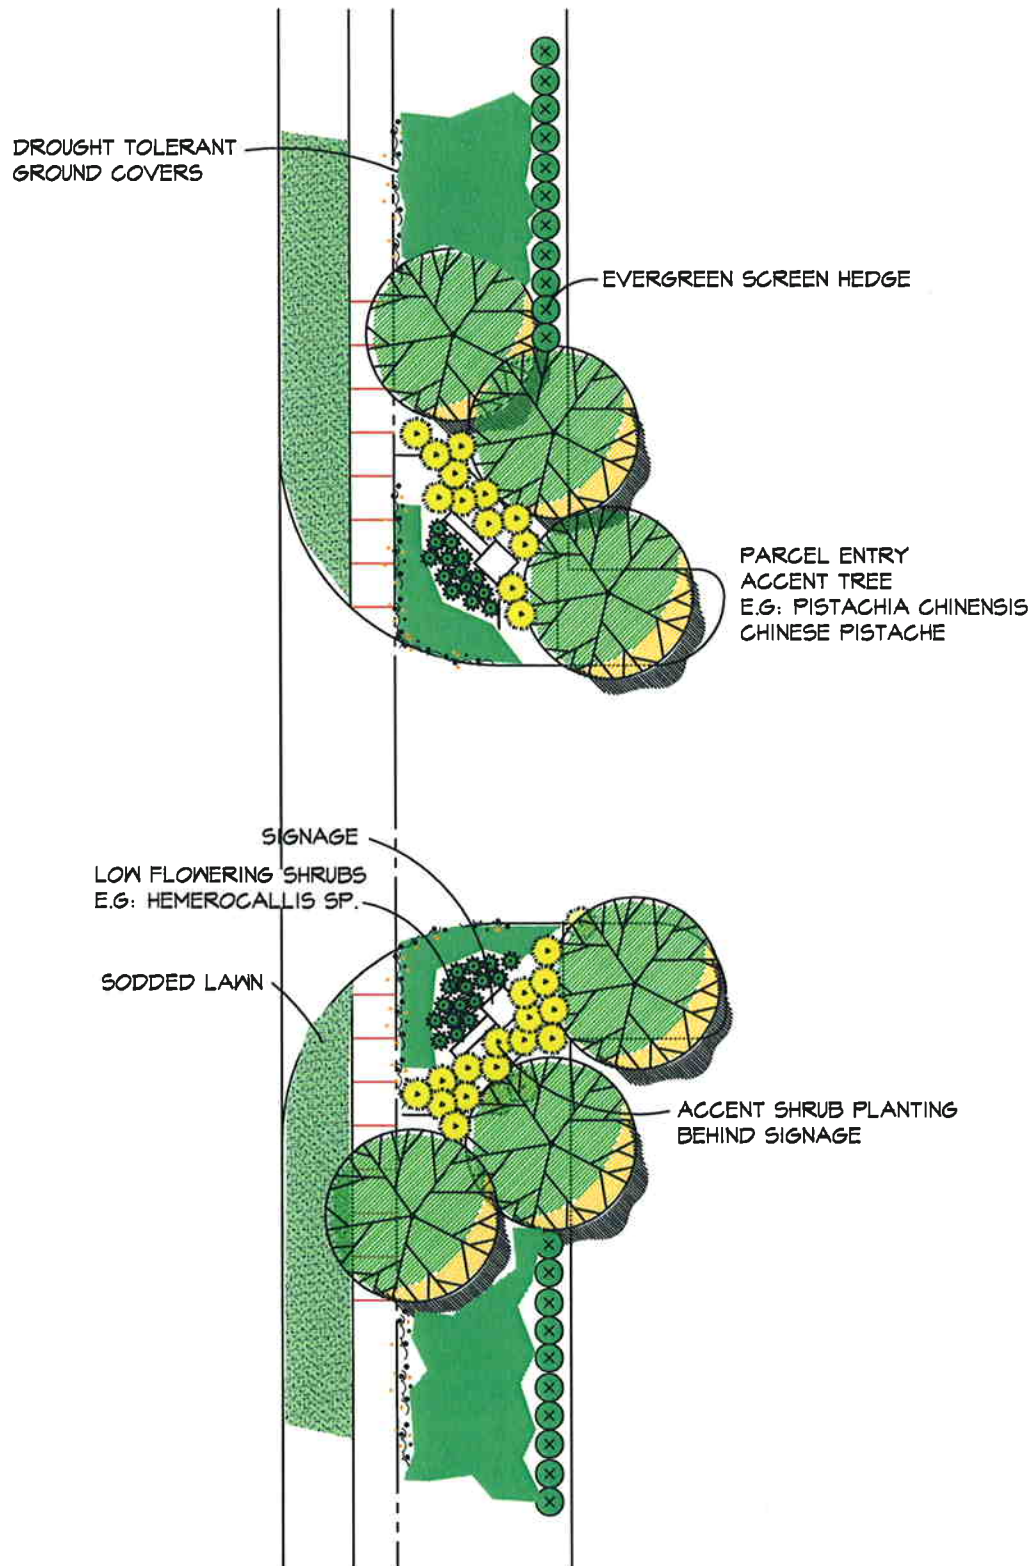 DROUGHT TOLERANT
GROUND COVERS
EVERGREEN SCREEN HEDGE
PARCEL ENTRY
ACCENT TREE
E.G: PISTACHIA CHINENSIS
CHINESE PISTACHE
SIGNAGE
LOW FLOWERING SHRUBS
E.G: HEMEROCALLIS SP.
SODDED LAWN
ACCENT SHRUB PLANTING
BEHIND SIGNAGE